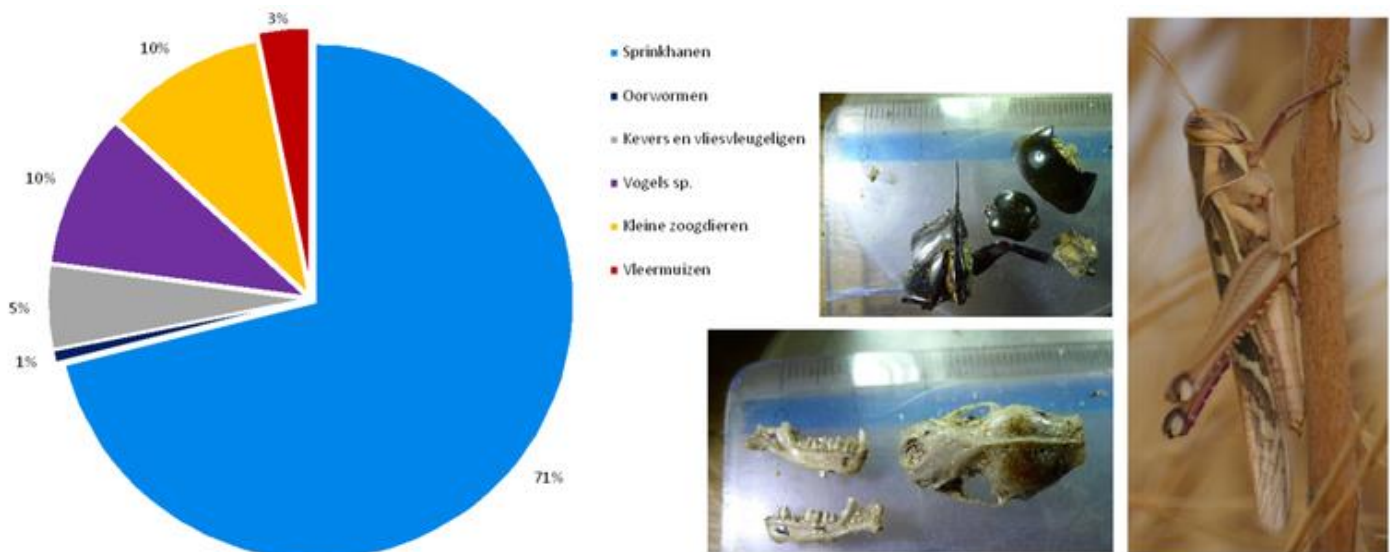 3%
10%
10%
5%
1%
71%
Sprinkhanen
Oorwormen
Kevers en vliesvleugeligen
Vogels sp.
Kleine zoogdieren
Vleermuizen